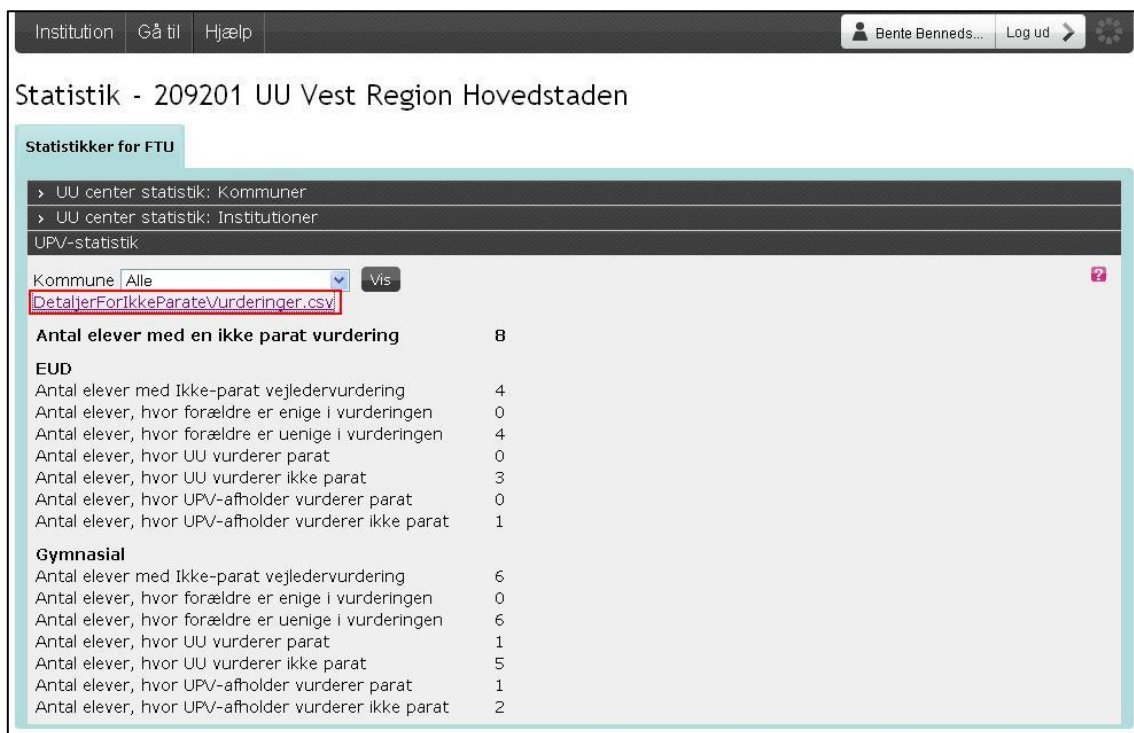 Institution Gå til Hjælp Bente Benneds... Log ud
Statistik - 209201 UU Vest Region Hovedstaden
Statistikker for FTU
› UU center statistik: Kommuner
› UU center statistik: Institutioner
UPV-statistik
Kommune Alle Vis ?
DetaljerForIkkeParateVurderinger.csv
Antal elever med en ikke parat vurdering 8
EUD
Antal elever med Ikke-parat vejledervurdering 4
Antal elever, hvor forældre er enige i vurderingen 0
Antal elever, hvor forældre er uenige i vurderingen 4
Antal elever, hvor UU vurderer parat 0
Antal elever, hvor UU vurderer ikke parat 3
Antal elever, hvor UPV-afholder vurderer parat 0
Antal elever, hvor UPV-afholder vurderer ikke parat 1
Gymnasial
Antal elever med Ikke-parat vejledervurdering 6
Antal elever, hvor forældre er enige i vurderingen 0
Antal elever, hvor forældre er uenige i vurderingen 6
Antal elever, hvor UU vurderer parat 1
Antal elever, hvor UU vurderer ikke parat 5
Antal elever, hvor UPV-afholder vurderer parat 1
Antal elever, hvor UPV-afholder vurderer ikke parat 2